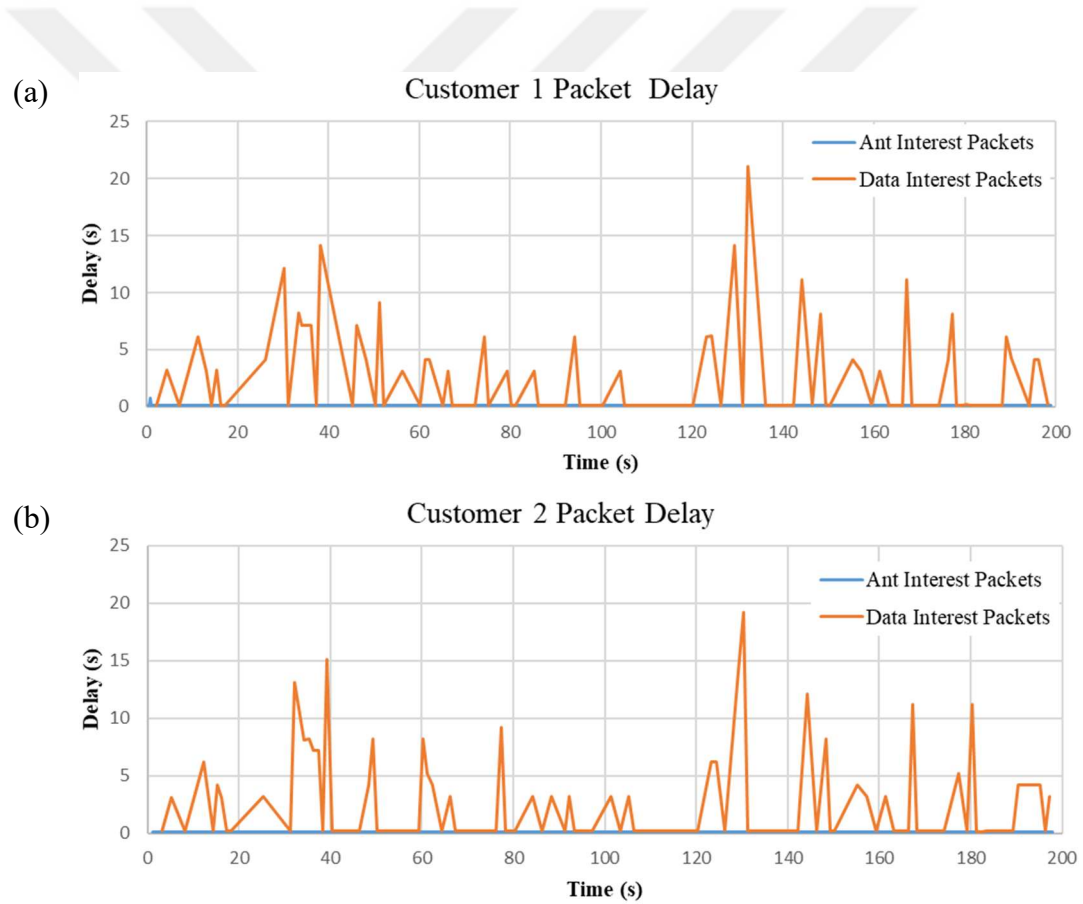 (a)
Customer 1 Packet Delay
25
20
15
10
5
0
Delay (s)
Ant Interest Packets
Data Interest Packets
0 20 40 60 80 100 120 140 160 180 200
Time (s)
(b)
Customer 2 Packet Delay
25
20
15
10
5
0
Delay (s)
Ant Interest Packets
Data Interest Packets
0 20 40 60 80 100 120 140 160 180 200
Time (s)